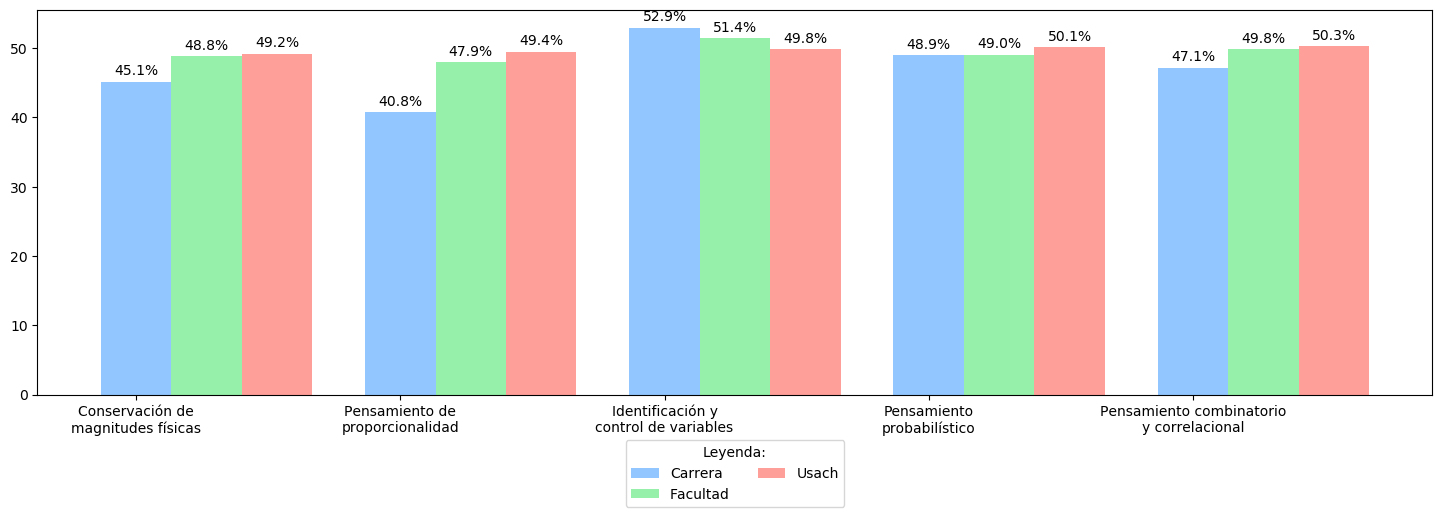 52.9%
51.4%
50
48.8%
49.2%
49.4%
49.8%
48.9%
49.0%
50.1%
49.8%
50.3%
47.9%
47.1%
45.1%
40.8%
40
30
20
10
0
Conservación de
magnitudes físicas
Pensamiento de
proporcionalidad
Identificación y
control de variables
Pensamiento
probabilístico
Pensamiento combinatorio
y correlacional
Leyenda:
Carrera
Facultad
Usach